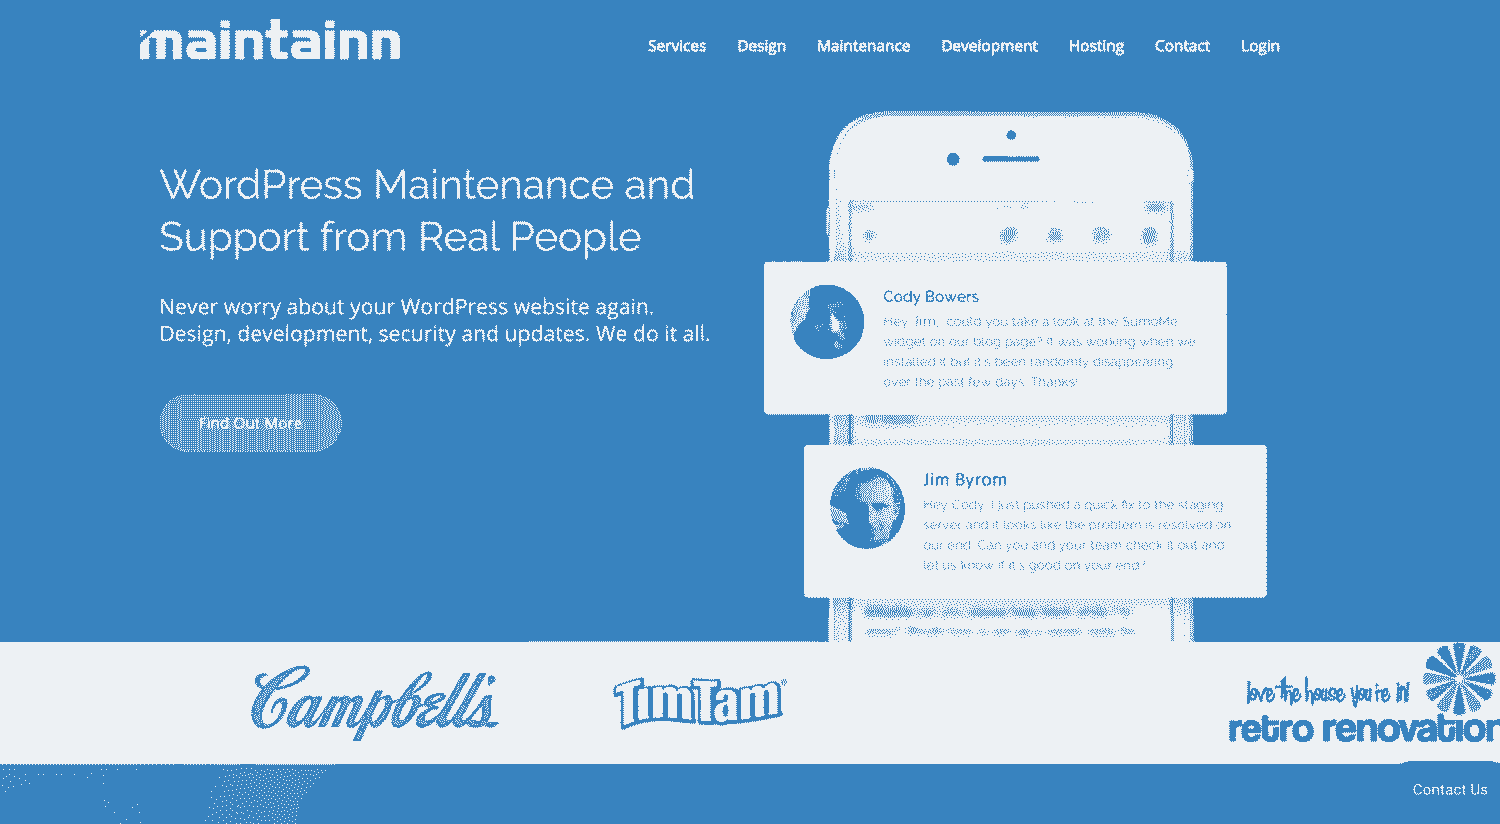 maintainn
Services Design Maintenance Development Hosting Contact Login
WordPress Maintenance and
Support from Real People
Never worry about your WordPress website again.
Design, development, security and updates. We do it all.
Find Out More
Cody Bowers
Hey Jim, could you take a look at the SumoMe
widget on our blog page? It was working when we
installed it but it's been randomly disappearing
over the past few days. Thanks!
Jim Byrom
Hey Cody, I just pushed a quick fix to the staging
server and it looks like the problem is resolved on
our end. Can you and your team check it out and
let us know if it's good on your end?
Campbell's
TimTam®
love the house you're in!
retro renovation
Contact Us